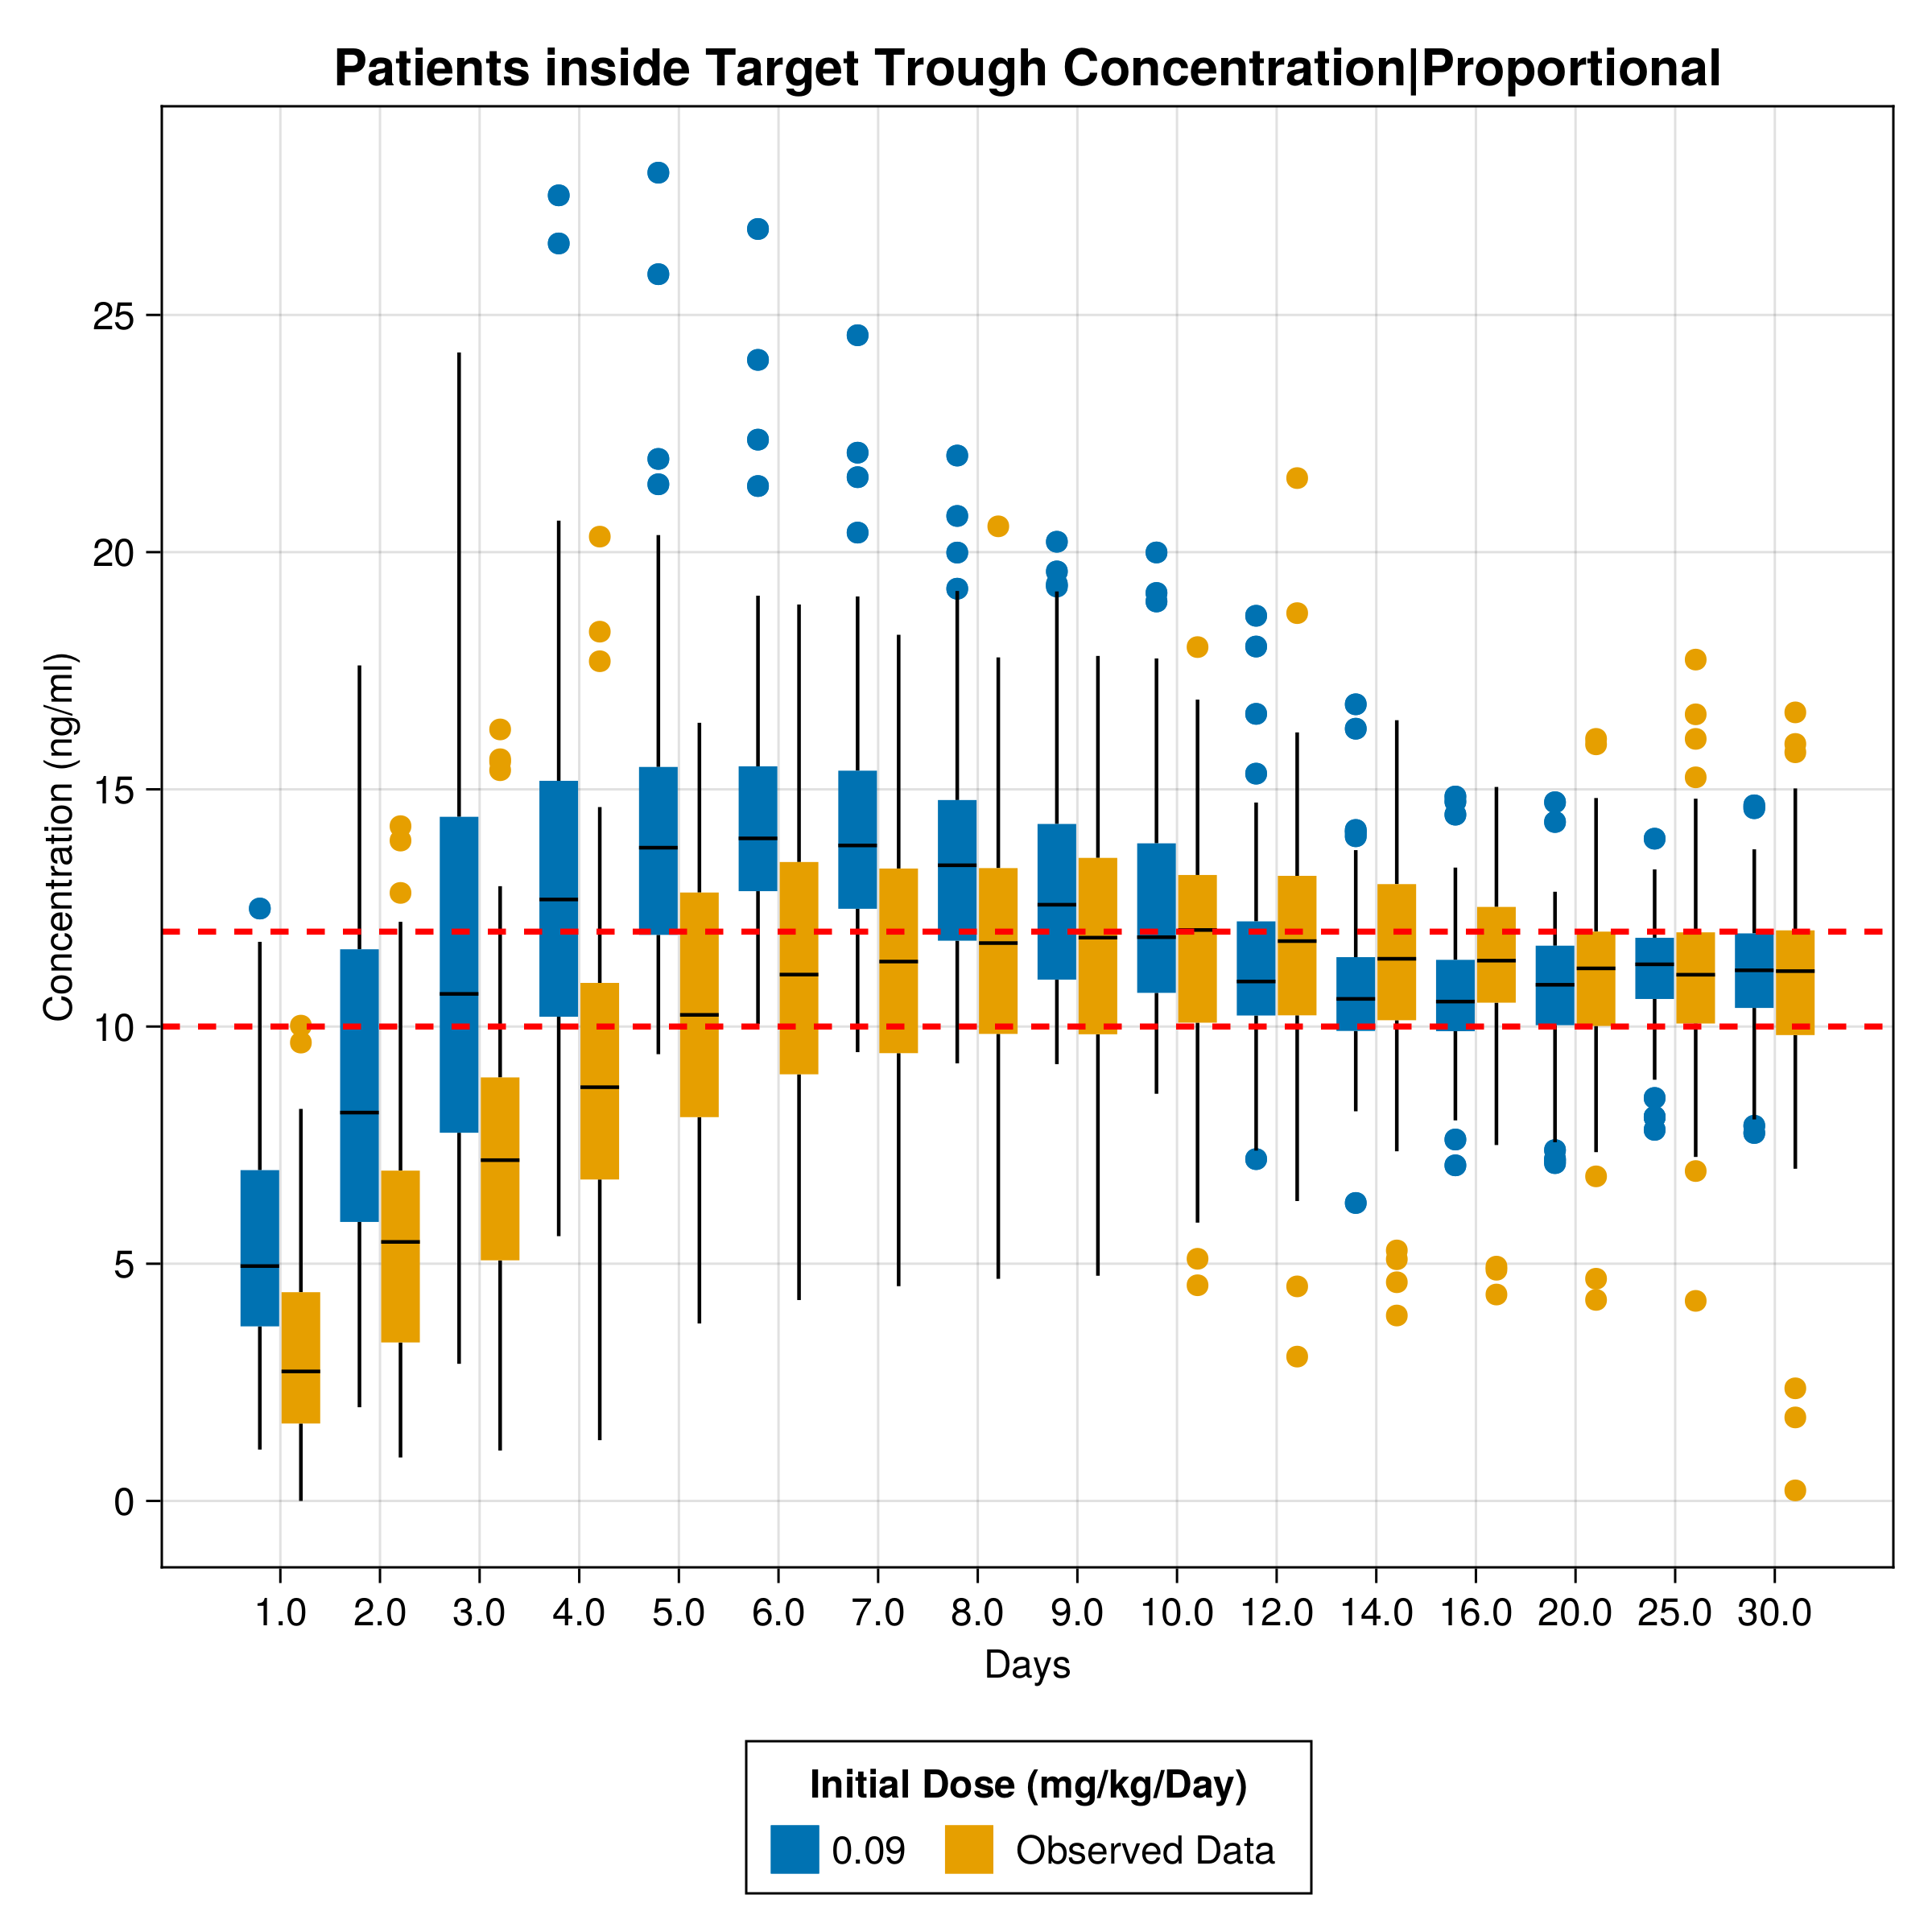 Patients inside Target Trough Concentration|Proportional
Concentration (ng/ml)
25
20
15
10
5
0
1.0 2.0 3.0 4.0 5.0 6.0 7.0 8.0 9.0 10.0 12.0 14.0 16.0 20.0 25.0 30.0
Days
Initial Dose (mg/kg/Day)
0.09 Observed Data